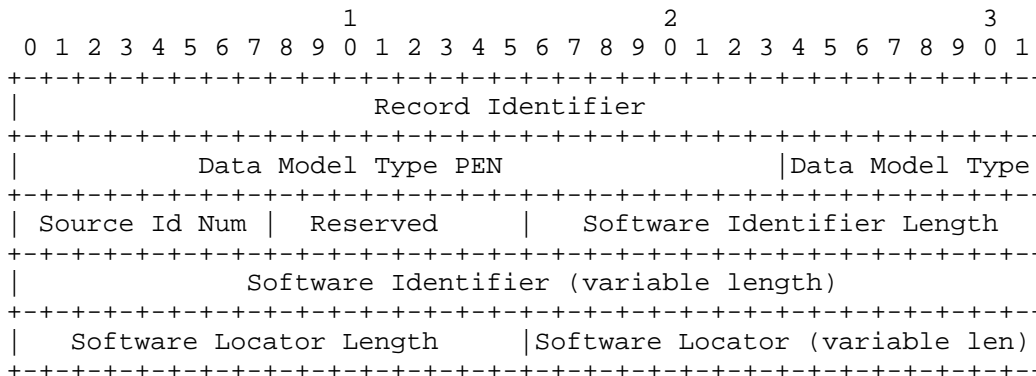 1                   2                   3
 0 1 2 3 4 5 6 7 8 9 0 1 2 3 4 5 6 7 8 9 0 1 2 3 4 5 6 7 8 9 0 1
+-+-+-+-+-+-+-+-+-+-+-+-+-+-+-+-+-+-+-+-+-+-+-+-+-+-+-+-+-+-+-+-
|                      Record Identifier
+-+-+-+-+-+-+-+-+-+-+-+-+-+-+-+-+-+-+-+-+-+-+-+-+-+-+-+-+-+-+-+-
|           Data Model Type PEN                 |Data Model Type
+-+-+-+-+-+-+-+-+-+-+-+-+-+-+-+-+-+-+-+-+-+-+-+-+-+-+-+-+-+-+-+-
| Source Id Num |  Reserved     |   Software Identifier Length
+-+-+-+-+-+-+-+-+-+-+-+-+-+-+-+-+-+-+-+-+-+-+-+-+-+-+-+-+-+-+-+-
|              Software Identifier (variable length)
+-+-+-+-+-+-+-+-+-+-+-+-+-+-+-+-+-+-+-+-+-+-+-+-+-+-+-+-+-+-+-+-
|   Software Locator Length     |Software Locator (variable len)
+-+-+-+-+-+-+-+-+-+-+-+-+-+-+-+-+-+-+-+-+-+-+-+-+-+-+-+-+-+-+-+-